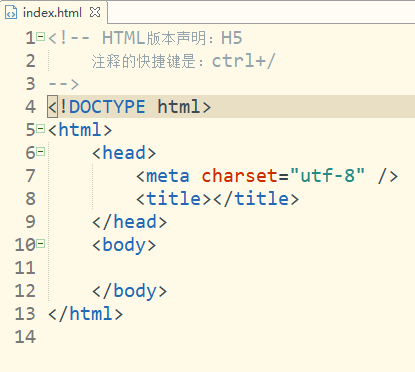 index.html
1 <!-- HTML版本声明：H5
2 注释的快捷键是：ctrl+/
3 -->
4 <!DOCTYPE html>
5 <html>
6 <head>
7 <meta charset="utf-8" />
8 <title></title>
9 </head>
10 <body>
11
12 </body>
13 </html>
14